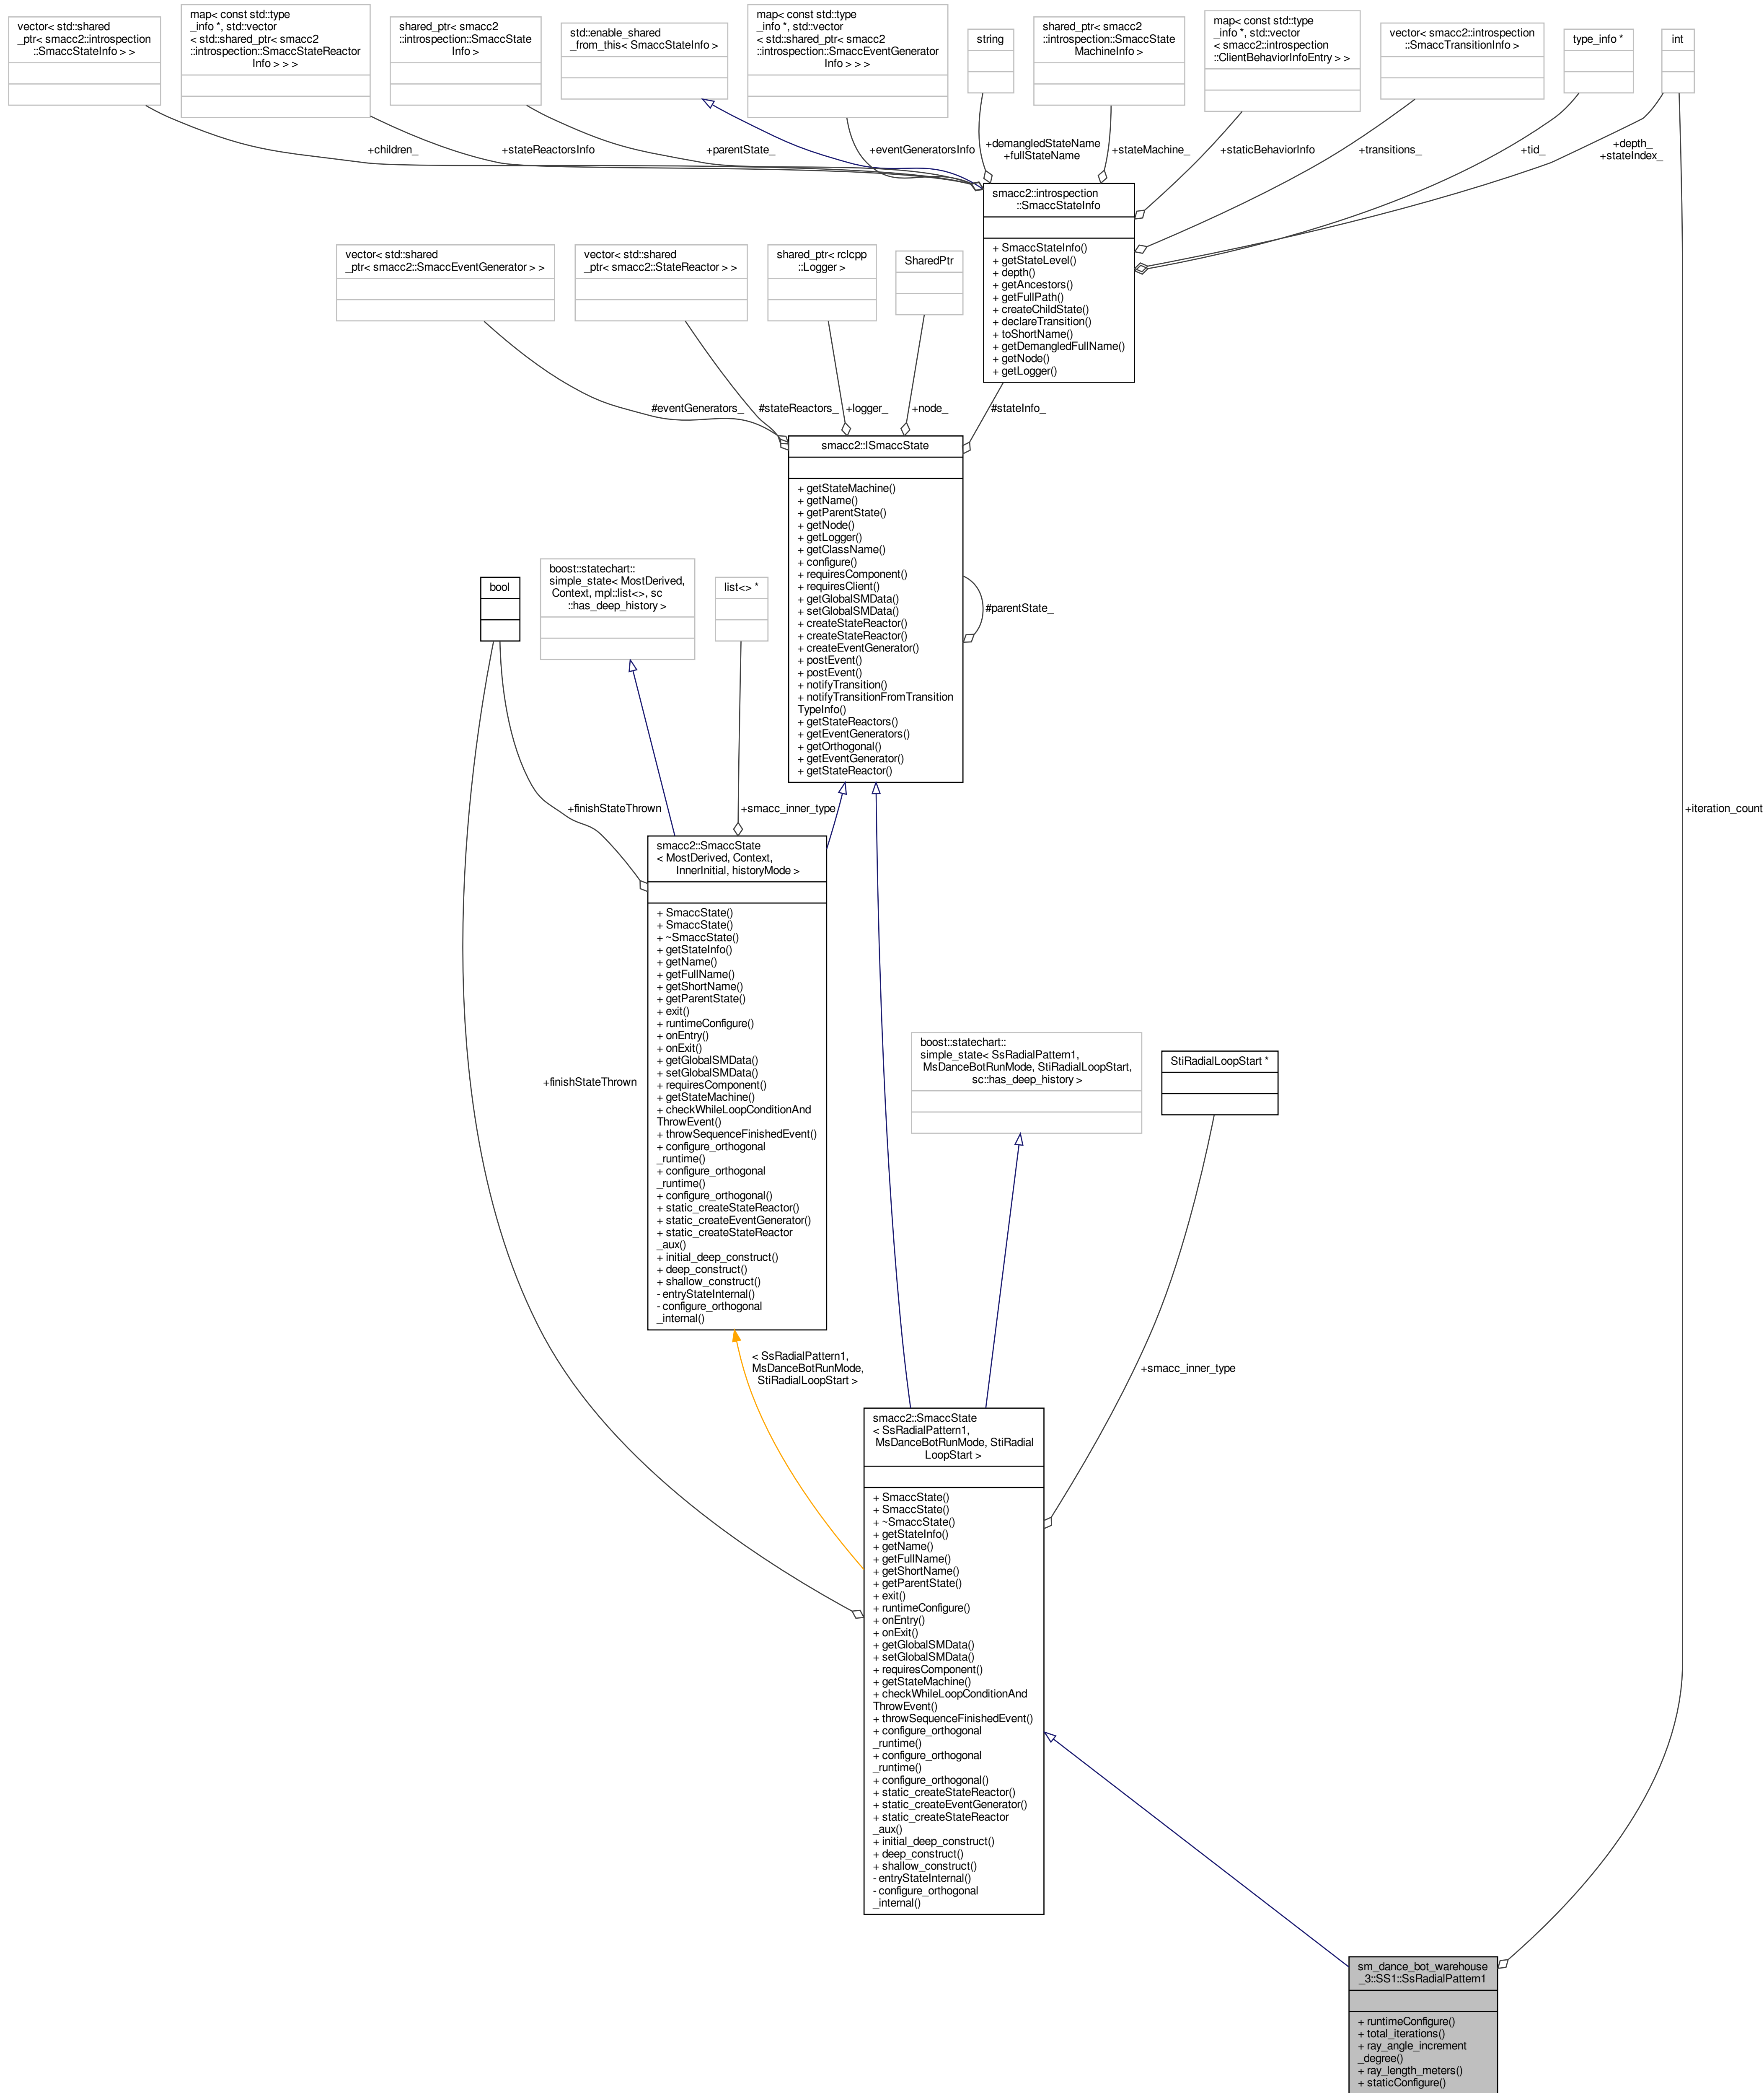 vector< std::shared
_ptr< smacc2::introspection
::SmaccStateInfo > >
map< const std::type
_info *, std::vector
< std::shared_ptr< smacc2
::introspection::SmaccStateReactor
Info > > >
shared_ptr< smacc2
::introspection::SmaccState
Info >
std::enable_shared
_from_this< SmaccStateInfo >
map< const std::type
_info *, std::vector
< std::shared_ptr< smacc2
::introspection::SmaccEventGenerator
Info > > >
string
shared_ptr< smacc2
::introspection::SmaccState
MachineInfo >
map< const std::type
_info *, std::vector
< smacc2::introspection
::ClientBehaviorInfoEntry > >
vector< smacc2::introspection
::SmaccTransitionInfo >
type_info *
int
+children_
+stateReactorsInfo
+parentState_
+eventGeneratorsInfo
+demangledStateName
+fullStateName
+stateMachine_
+staticBehaviorInfo
+transitions_
+tid_
+depth_
+stateIndex_
smacc2::introspection
::SmaccStateInfo
+ SmaccStateInfo()
+ getStateLevel()
+ depth()
+ getAncestors()
+ getFullPath()
+ createChildState()
+ declareTransition()
+ toShortName()
+ getDemangledFullName()
+ getNode()
+ getLogger()
vector< std::shared
_ptr< smacc2::SmaccEventGenerator > >
vector< std::shared
_ptr< smacc2::StateReactor > >
shared_ptr< rclcpp
::Logger >
SharedPtr
#eventGenerators_
#stateReactors_
+logger_
+node_
#stateInfo_
smacc2::ISmaccState
+ getStateMachine()
+ getName()
+ getParentState()
+ getNode()
+ getLogger()
+ getClassName()
+ configure()
+ requiresComponent()
+ requiresClient()
+ getGlobalSMData()
+ setGlobalSMData()
+ createStateReactor()
+ createStateReactor()
+ createEventGenerator()
+ postEvent()
+ postEvent()
+ notifyTransition()
+ notifyTransitionFromTransition
TypeInfo()
+ getStateReactors()
+ getEventGenerators()
+ getOrthogonal()
+ getEventGenerator()
+ getStateReactor()
#parentState_
bool
boost::statechart::
simple_state< MostDerived,
Context, mpl::list<>, sc
::has_deep_history >
list<> *
+finishStateThrown
+smacc_inner_type
+iteration_count
smacc2::SmaccState
< MostDerived, Context,
InnerInitial, historyMode >
+ SmaccState()
+ SmaccState()
+ ~SmaccState()
+ getStateInfo()
+ getName()
+ getFullName()
+ getShortName()
+ getParentState()
+ exit()
+ runtimeConfigure()
+ onEntry()
+ onExit()
+ getGlobalSMData()
+ setGlobalSMData()
+ requiresComponent()
+ getStateMachine()
+ checkWhileLoopConditionAnd
ThrowEvent()
+ throwSequenceFinishedEvent()
+ configure_orthogonal
_runtime()
+ configure_orthogonal
_runtime()
+ configure_orthogonal()
+ static_createStateReactor()
+ static_createEventGenerator()
+ static_createStateReactor
_aux()
+ initial_deep_construct()
+ deep_construct()
+ shallow_construct()
- entryStateInternal()
- configure_orthogonal
_internal()
+finishStateThrown
boost::statechart::
simple_state< SsRadialPattern1,
MsDanceBotRunMode, StiRadialLoopStart,
sc::has_deep_history >
StiRadialLoopStart *
< SsRadialPattern1,
MsDanceBotRunMode,
StiRadialLoopStart >
+smacc_inner_type
smacc2::SmaccState
< SsRadialPattern1,
MsDanceBotRunMode, StiRadial
LoopStart >
+ SmaccState()
+ SmaccState()
+ ~SmaccState()
+ getStateInfo()
+ getName()
+ getFullName()
+ getShortName()
+ getParentState()
+ exit()
+ runtimeConfigure()
+ onEntry()
+ onExit()
+ getGlobalSMData()
+ setGlobalSMData()
+ requiresComponent()
+ getStateMachine()
+ checkWhileLoopConditionAnd
ThrowEvent()
+ throwSequenceFinishedEvent()
+ configure_orthogonal
_runtime()
+ configure_orthogonal
_runtime()
+ configure_orthogonal()
+ static_createStateReactor()
+ static_createEventGenerator()
+ static_createStateReactor
_aux()
+ initial_deep_construct()
+ deep_construct()
+ shallow_construct()
- entryStateInternal()
- configure_orthogonal
_internal()
sm_dance_bot_warehouse
_3::SS1::SsRadialPattern1
+ runtimeConfigure()
+ total_iterations()
+ ray_angle_increment
_degree()
+ ray_length_meters()
+ staticConfigure()